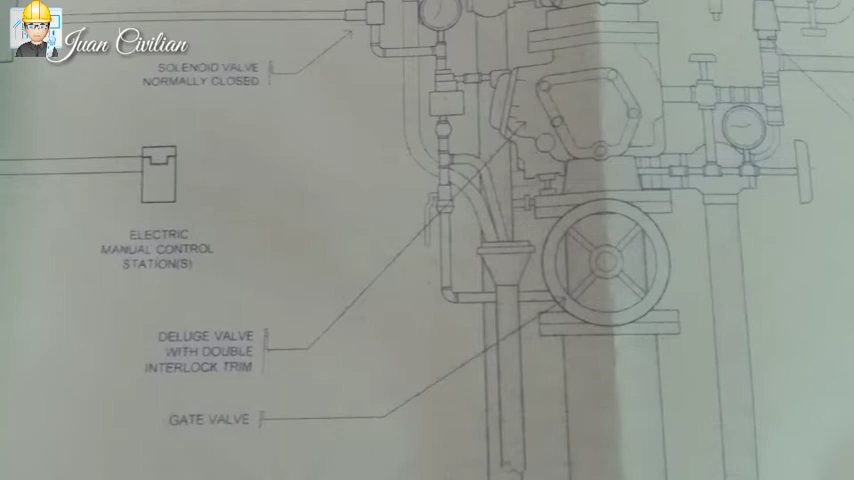 Juan Civilian
SOLENOID VALVE
NORMALLY CLOSED
ELECTRIC
MANUAL CONTROL
STATION(S)
DELUGE VALVE
WITH DOUBLE
INTERLOCK TRIM
GATE VALVE